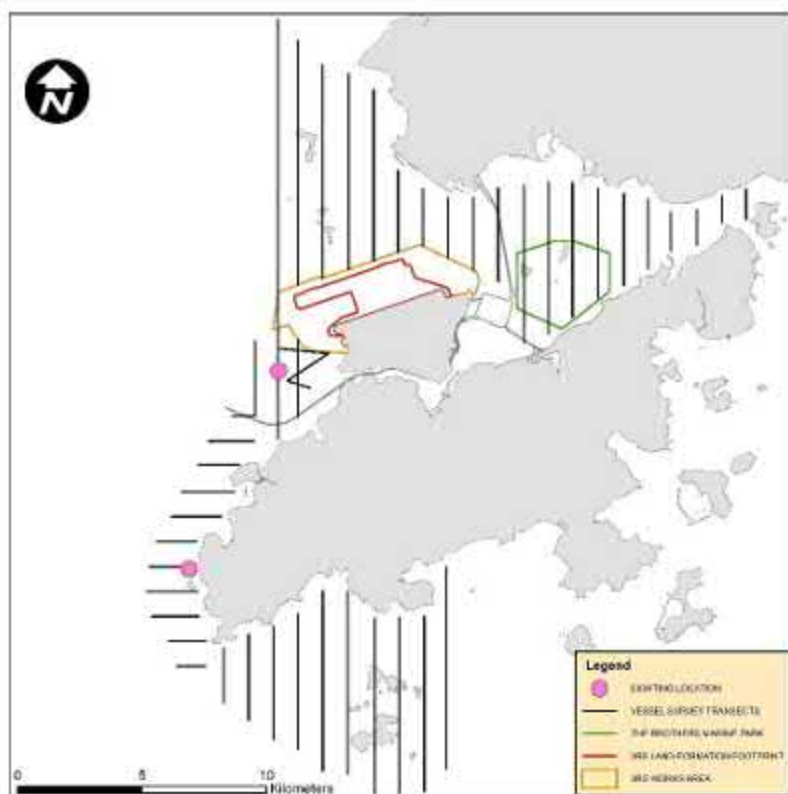 N
Legend
SIGHTING LOCATION
VESSEL SURVEY TRANSECTS
THE BROTHERS MARINE PARK
3RS LAND FORMATION FOOTPRINT
3RS WORKS AREA
0 5 10
Kilometers